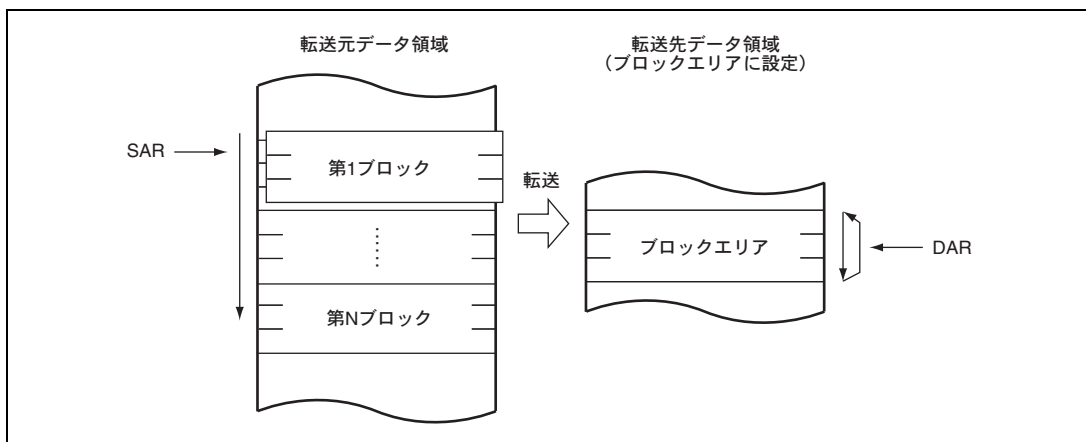 転送元データ領域
転送先データ領域
(ブロックエリアに設定)
SAR
第1ブロック
転送
ブロックエリア
DAR
第Nブロック